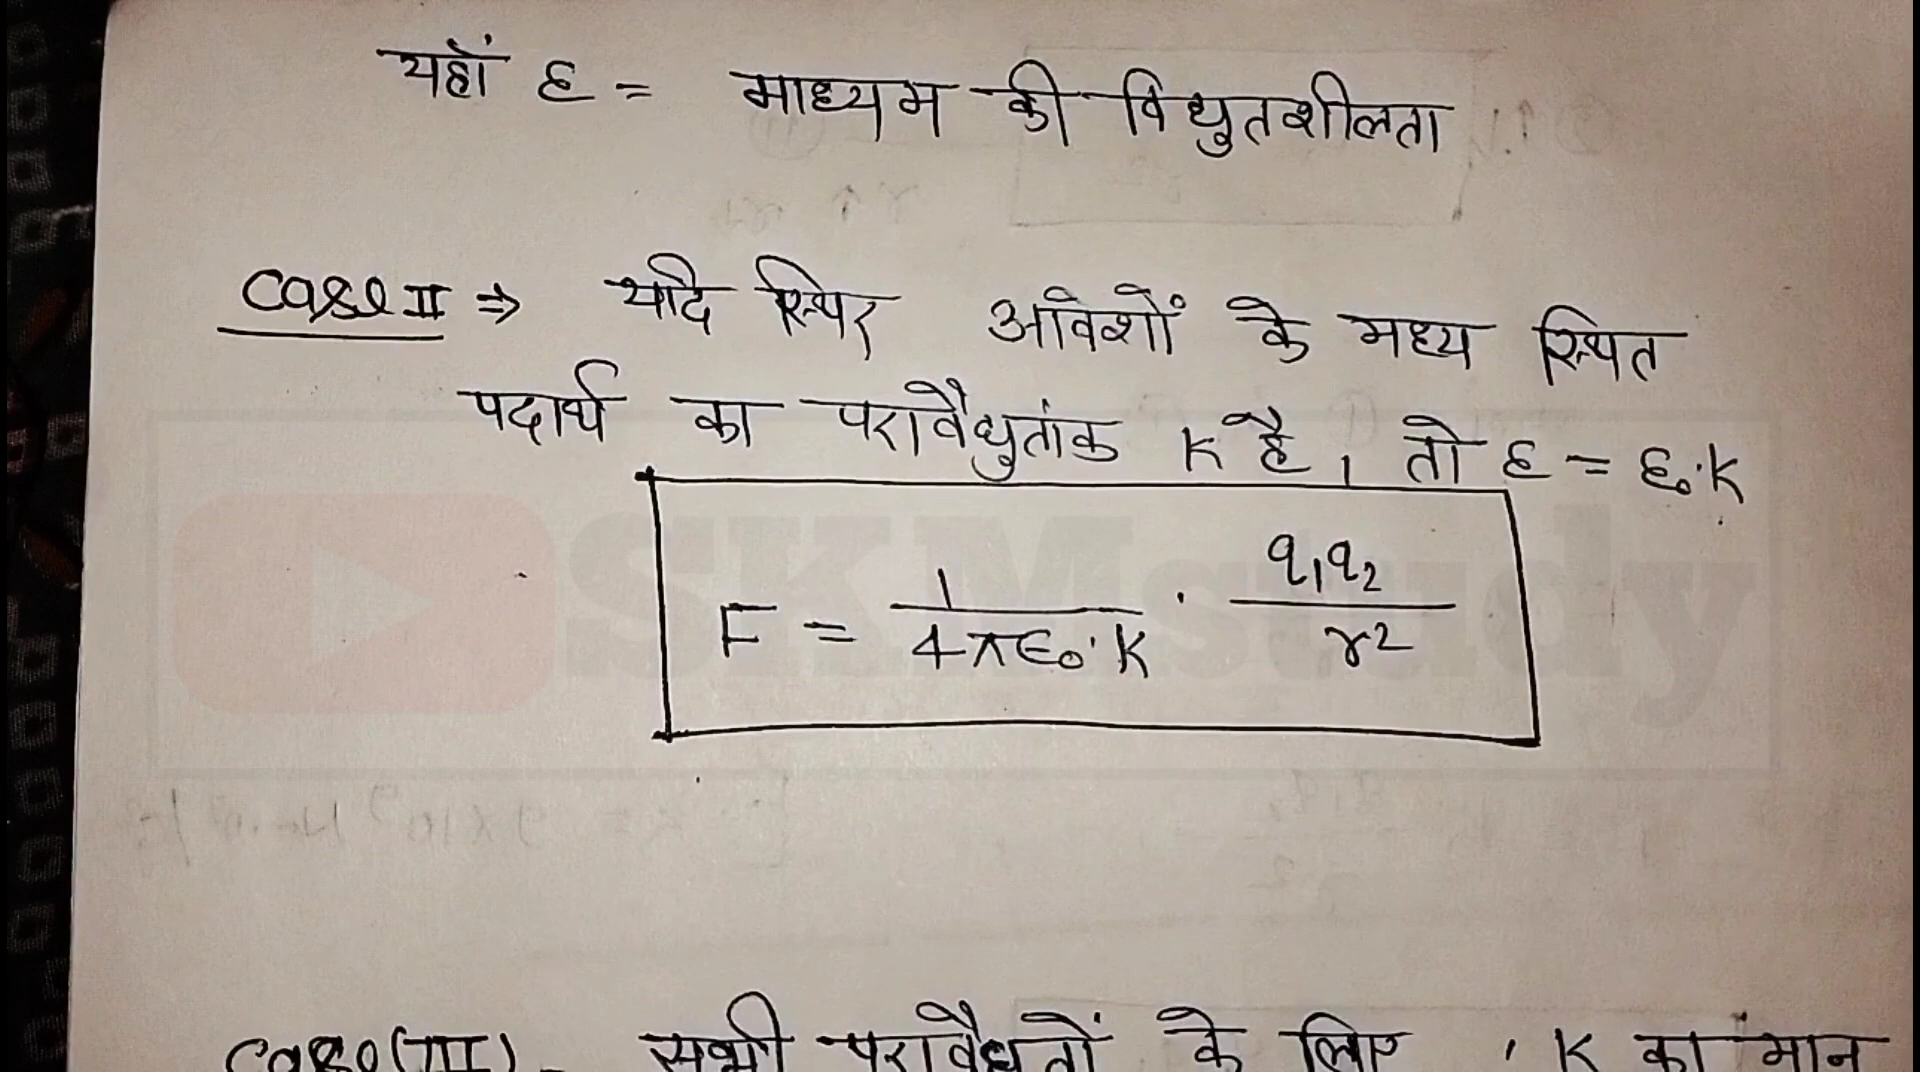 यहाँ ε = माध्यम की विद्युतशीलता
Case II ⇒ यदि स्थिर आवेशों के मध्य स्थित
पदार्थ का परावैद्युतांक K है, तो ε = ε₀·K
F = 1/4πε₀·K · q₁q₂/r²
SKMstudy
Case(III) सभी परावैद्युतों के लिए, K का मान